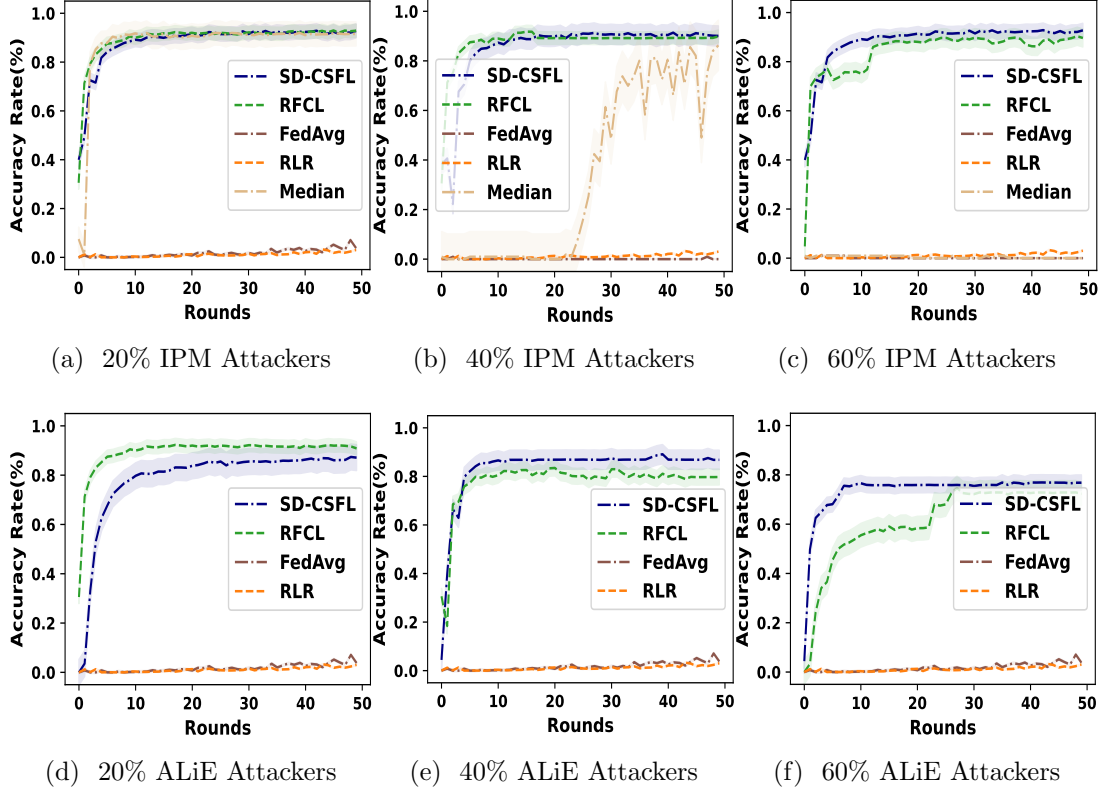 1.0
0.8
0.6
0.4
0.2
0.0
Accuracy Rate(%)
SD-CSFL
RFCL
FedAvg
RLR
Median
0 10 20 30 40 50
Rounds
(a) 20% IPM Attackers
1.0
0.8
0.6
0.4
0.2
0.0
Accuracy Rate(%)
SD-CSFL
RFCL
FedAvg
RLR
Median
0 10 20 30 40 50
Rounds
(b) 40% IPM Attackers
1.0
0.8
0.6
0.4
0.2
0.0
Accuracy Rate(%)
SD-CSFL
RFCL
FedAvg
RLR
Median
0 10 20 30 40 50
Rounds
(c) 60% IPM Attackers
1.0
0.8
0.6
0.4
0.2
0.0
Accuracy Rate(%)
SD-CSFL
RFCL
FedAvg
RLR
0 10 20 30 40 50
Rounds
(d) 20% ALiE Attackers
1.0
0.8
0.6
0.4
0.2
0.0
Accuracy Rate(%)
SD-CSFL
RFCL
FedAvg
RLR
0 10 20 30 40 50
Rounds
(e) 40% ALiE Attackers
1.0
0.8
0.6
0.4
0.2
0.0
Accuracy Rate(%)
SD-CSFL
RFCL
FedAvg
RLR
0 10 20 30 40 50
Rounds
(f) 60% ALiE Attackers